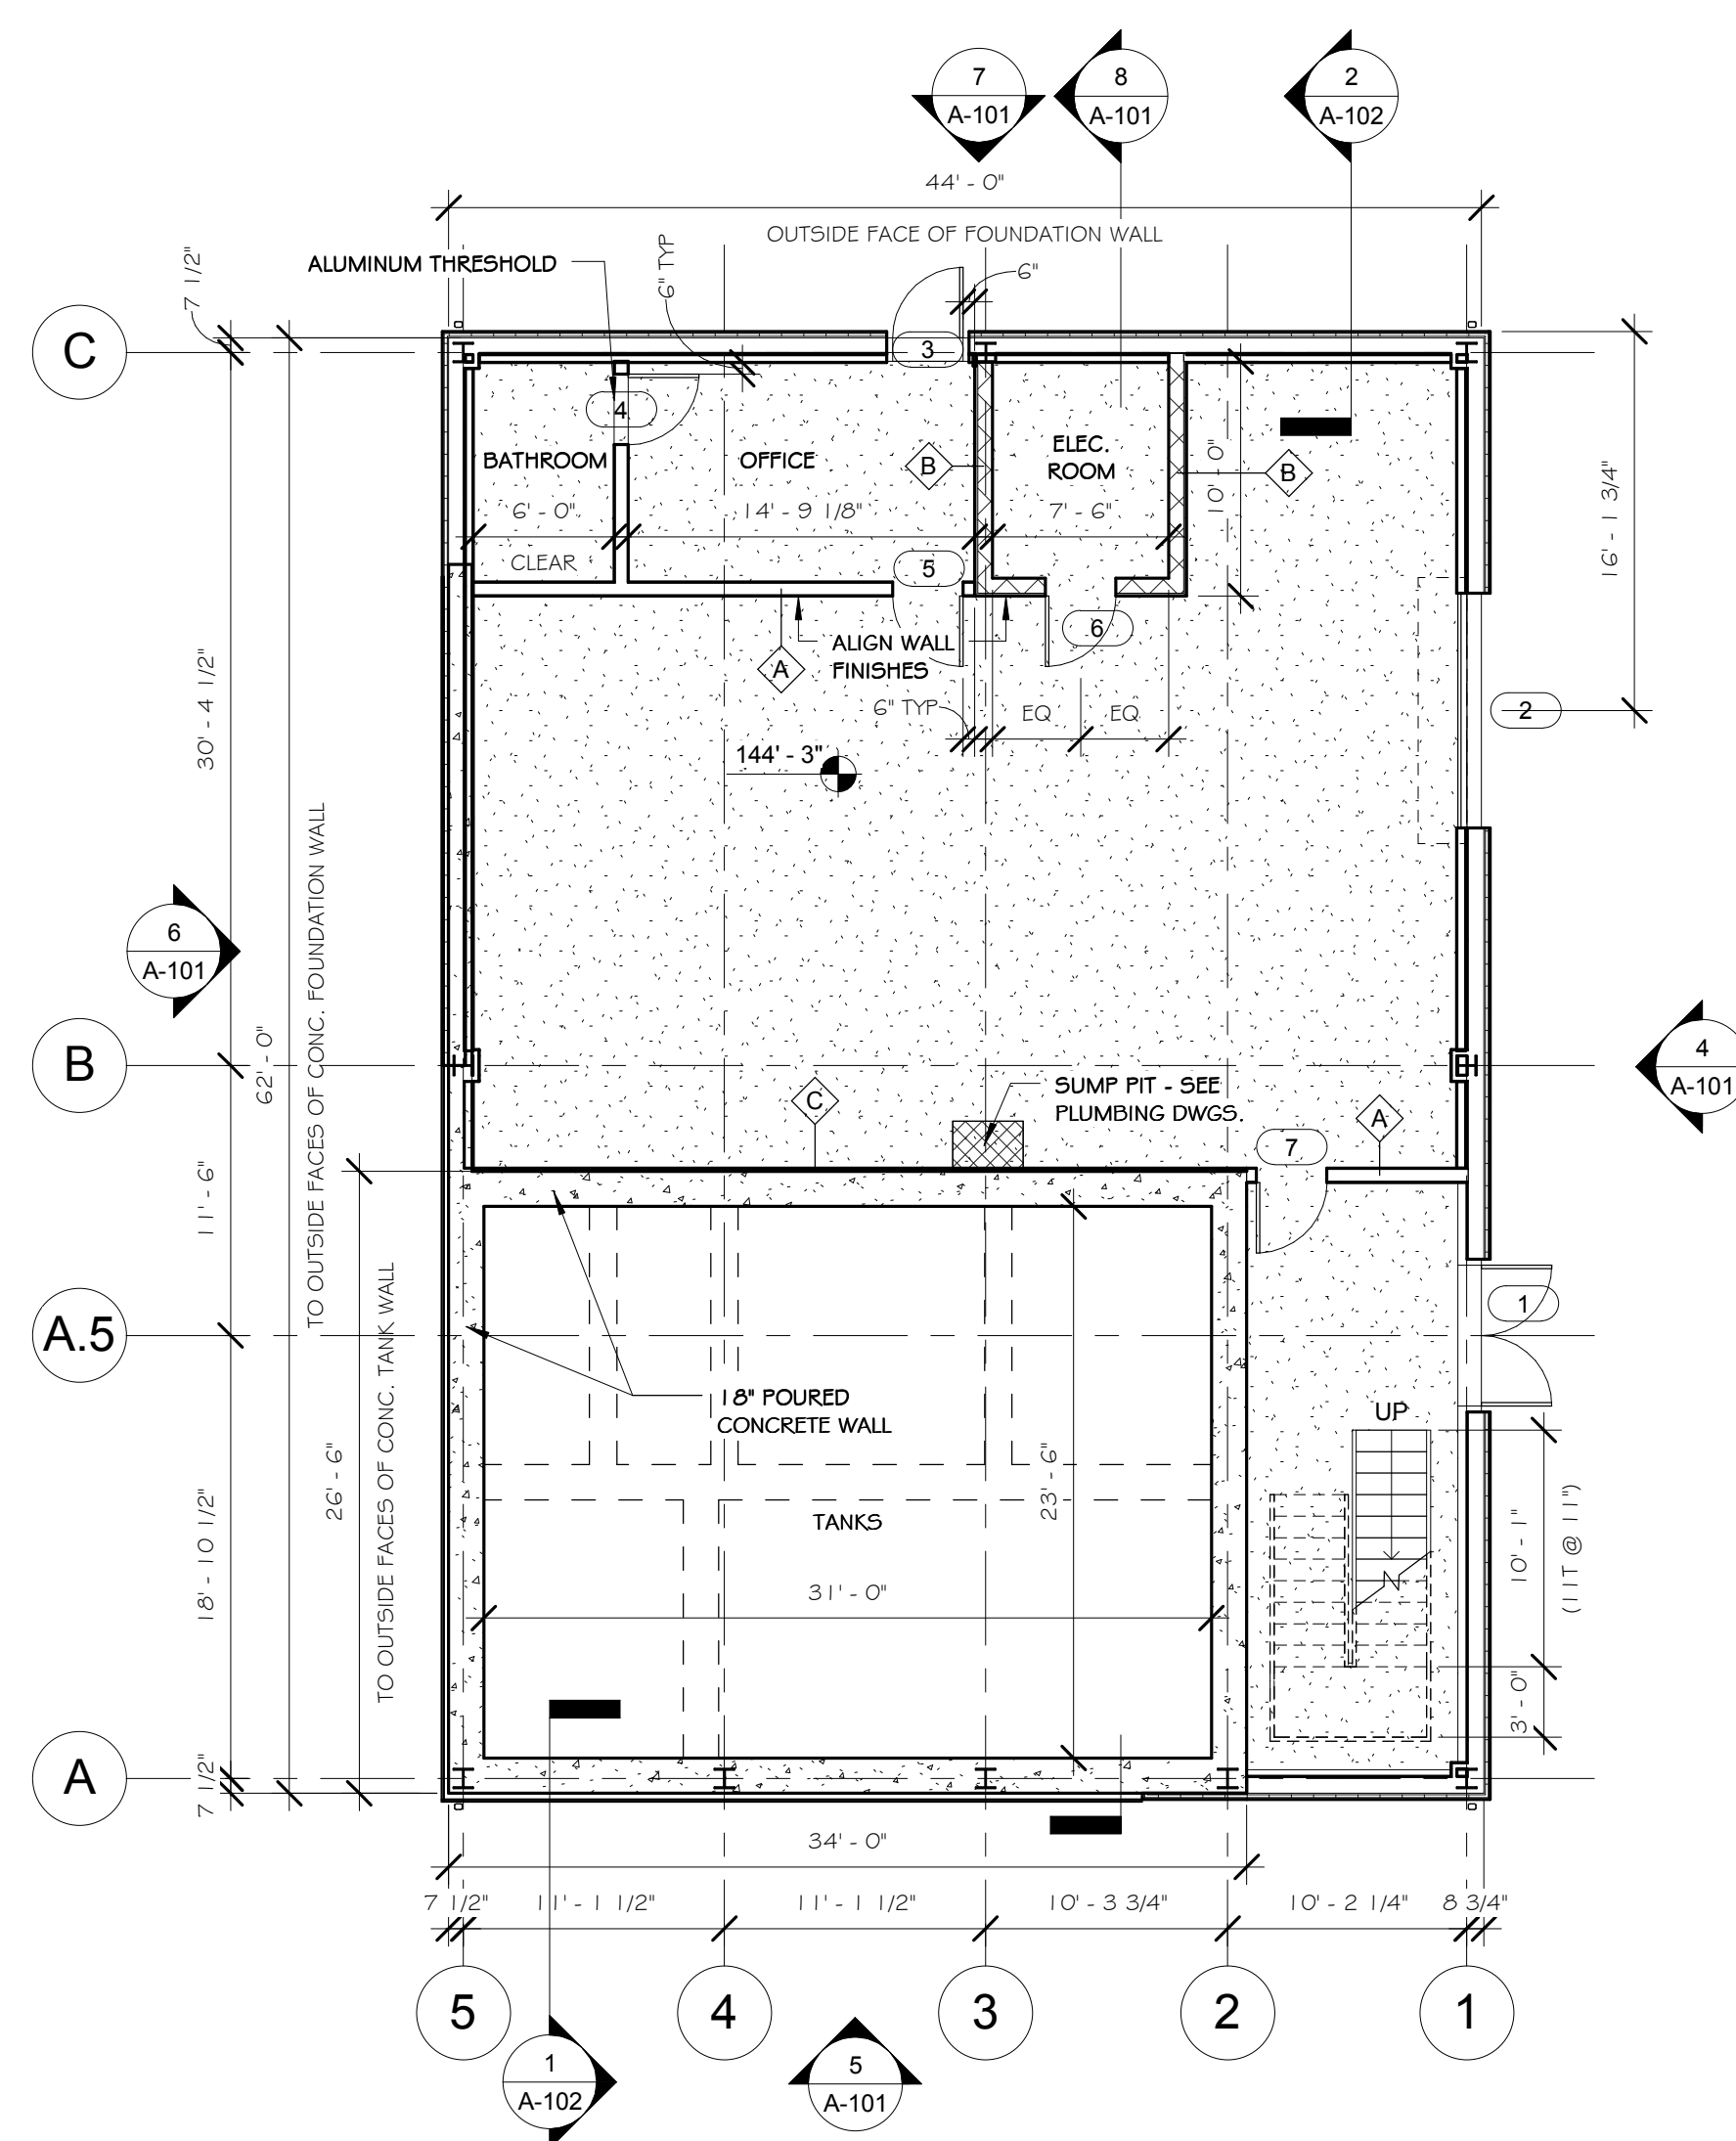 7
A-101
8
A-101
2
A-102
44' - 0"
OUTSIDE FACE OF FOUNDATION WALL
ALUMINUM THRESHOLD
6" TYP
6"
7 1/2"
C
3
4
BATHROOM
OFFICE
B
ELEC.
ROOM
B
10' - 0"
16' - 1 3/4"
6' - 0"
14' - 9 1/8"
7' - 6"
CLEAR
5
6
ALIGN WALL
FINISHES
A
6" TYP
EQ
EQ
2
30' - 4 1/2"
144' - 3"
TO OUTSIDE FACES OF CONC. FOUNDATION WALL
6
A-101
62' - 0"
B
4
A-101
SUMP PIT - SEE
PLUMBING DWGS.
C
A
7
11' - 6"
A.5
1
TO OUTSIDE FACES OF CONC. TANK WALL
18" POURED
CONCRETE WALL
UP
26' - 6"
23' - 6"
TANKS
18' - 10 1/2"
10' - 1"
(11T @ 11")
31' - 0"
3' - 0"
A
7 1/2"
34' - 0"
7 1/2"
11' - 1 1/2"
11' - 1 1/2"
10' - 3 3/4"
10' - 2 1/4"
8 3/4"
5
4
3
2
1
1
A-102
5
A-101